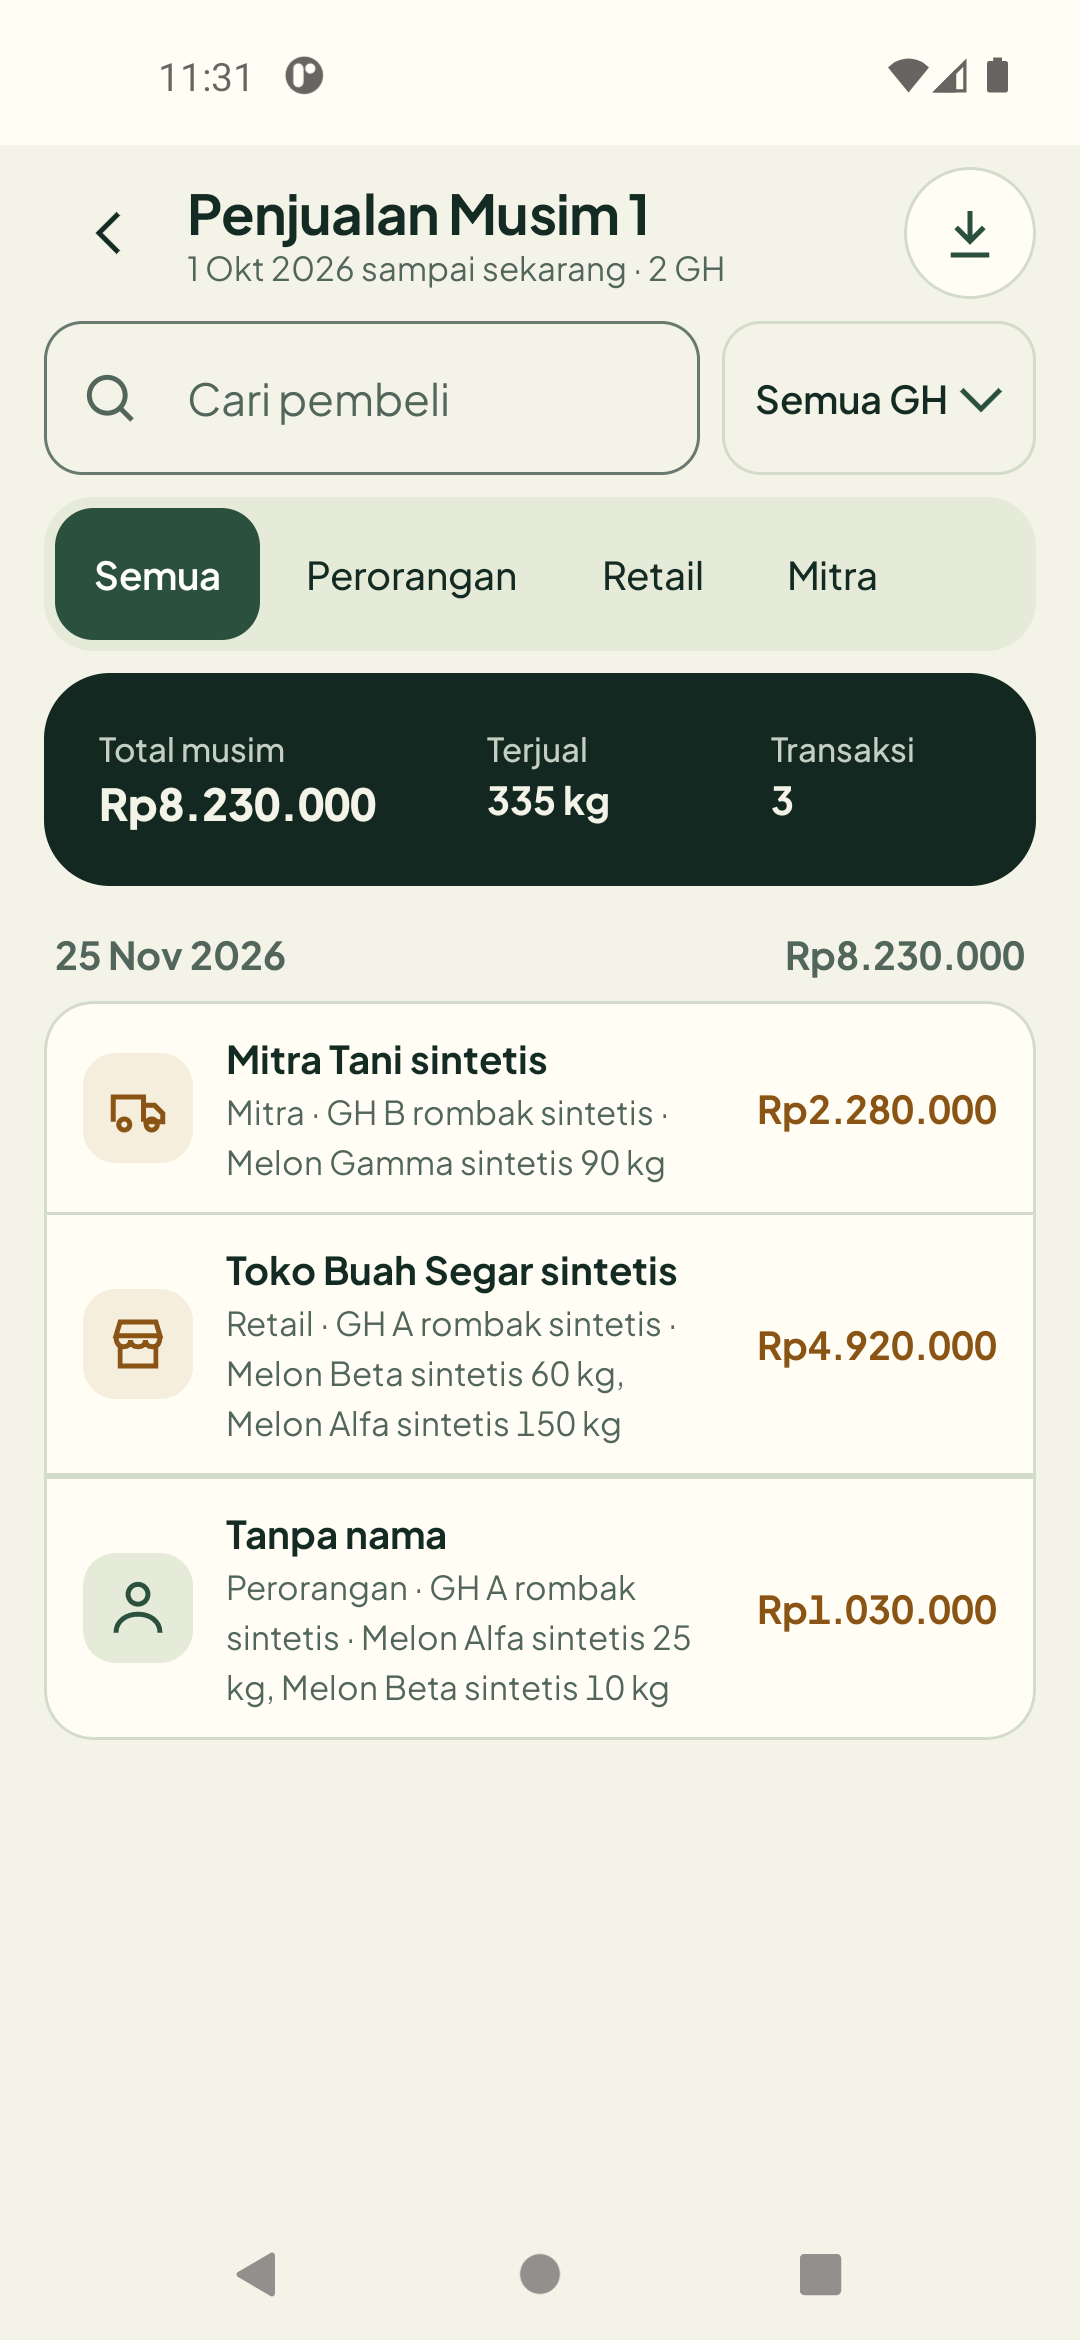 11:31
Penjualan Musim 1
1 Okt 2026 sampai sekarang · 2 GH
Cari pembeli
Semua GH
Semua
Perorangan
Retail
Mitra
Total musim
Rp8.230.000
Terjual
335 kg
Transaksi
3
25 Nov 2026
Rp8.230.000
Mitra Tani sintetis
Mitra · GH B rombak sintetis ·
Melon Gamma sintetis 90 kg
Rp2.280.000
Toko Buah Segar sintetis
Retail · GH A rombak sintetis ·
Melon Beta sintetis 60 kg,
Melon Alfa sintetis 150 kg
Rp4.920.000
Tanpa nama
Perorangan · GH A rombak
sintetis · Melon Alfa sintetis 25
kg, Melon Beta sintetis 10 kg
Rp1.030.000